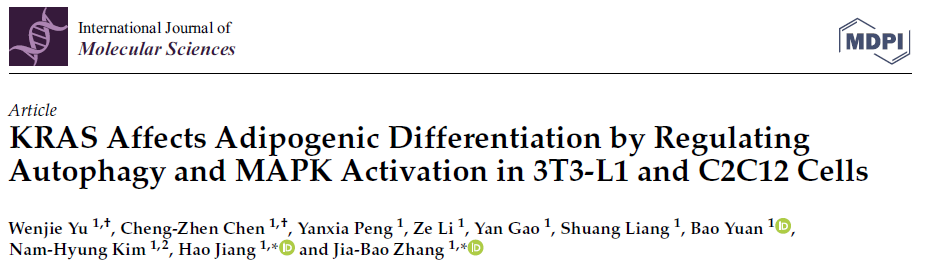 International Journal of
Molecular Sciences
MDPI
Article
KRAS Affects Adipogenic Differentiation by Regulating
Autophagy and MAPK Activation in 3T3-L1 and C2C12 Cells
Wenjie Yu 1,†, Cheng-Zhen Chen 1,†, Yanxia Peng 1, Ze Li 1, Yan Gao 1, Shuang Liang 1, Bao Yuan 1 iD,
Nam-Hyung Kim 1,2, Hao Jiang 1,* iD and Jia-Bao Zhang 1,* iD